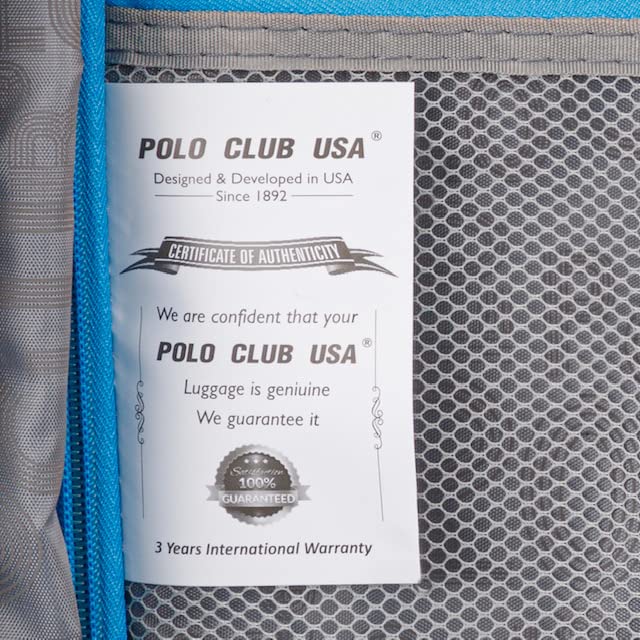 POLO CLUB USA®
Designed & Developed in USA
Since 1892
CERTIFICATE OF AUTHENTICITY
We are confident that your
POLO CLUB USA®
Luggage is geniuine
We guarantee it
Satisfaction
100%
GUARANTEED
3 Years International Warranty